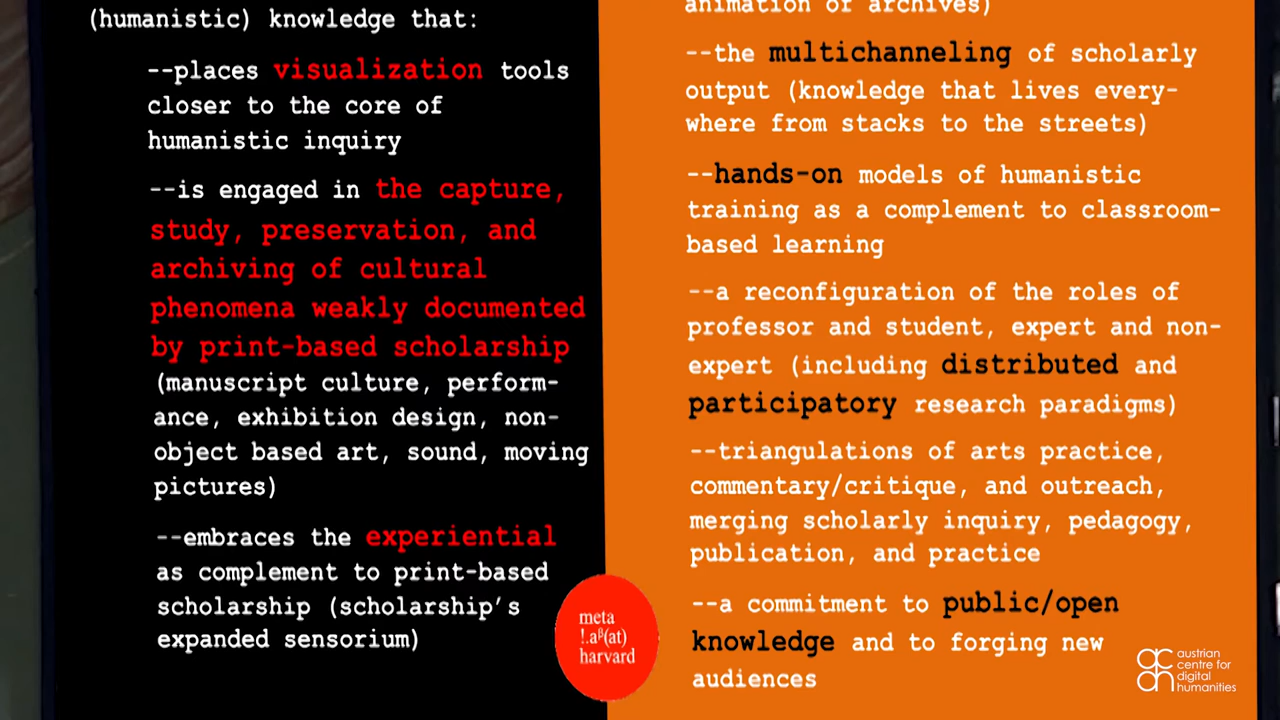 (humanistic) knowledge that:
--places visualization tools
closer to the core of
humanistic inquiry
--is engaged in the capture,
study, preservation, and
archiving of cultural
phenomena weakly documented
by print-based scholarship
(manuscript culture, perform-
ance, exhibition design, non-
object based art, sound, moving
pictures)
--embraces the experiential
as complement to print-based
scholarship (scholarship's
expanded sensorium)
animation of archives)
--the multichanneling of scholarly
output (knowledge that lives every-
where from stacks to the streets)
--hands-on models of humanistic
training as a complement to classroom-
based learning
--a reconfiguration of the roles of
professor and student, expert and non-
expert (including distributed and
participatory research paradigms)
--triangulations of arts practice,
commentary/critique, and outreach,
merging scholarly inquiry, pedagogy,
publication, and practice
--a commitment to public/open
knowledge and to forging new
audiences
meta
!.aᵝ(at)
harvard
ac
dh
austrian
centre for
digital
humanities